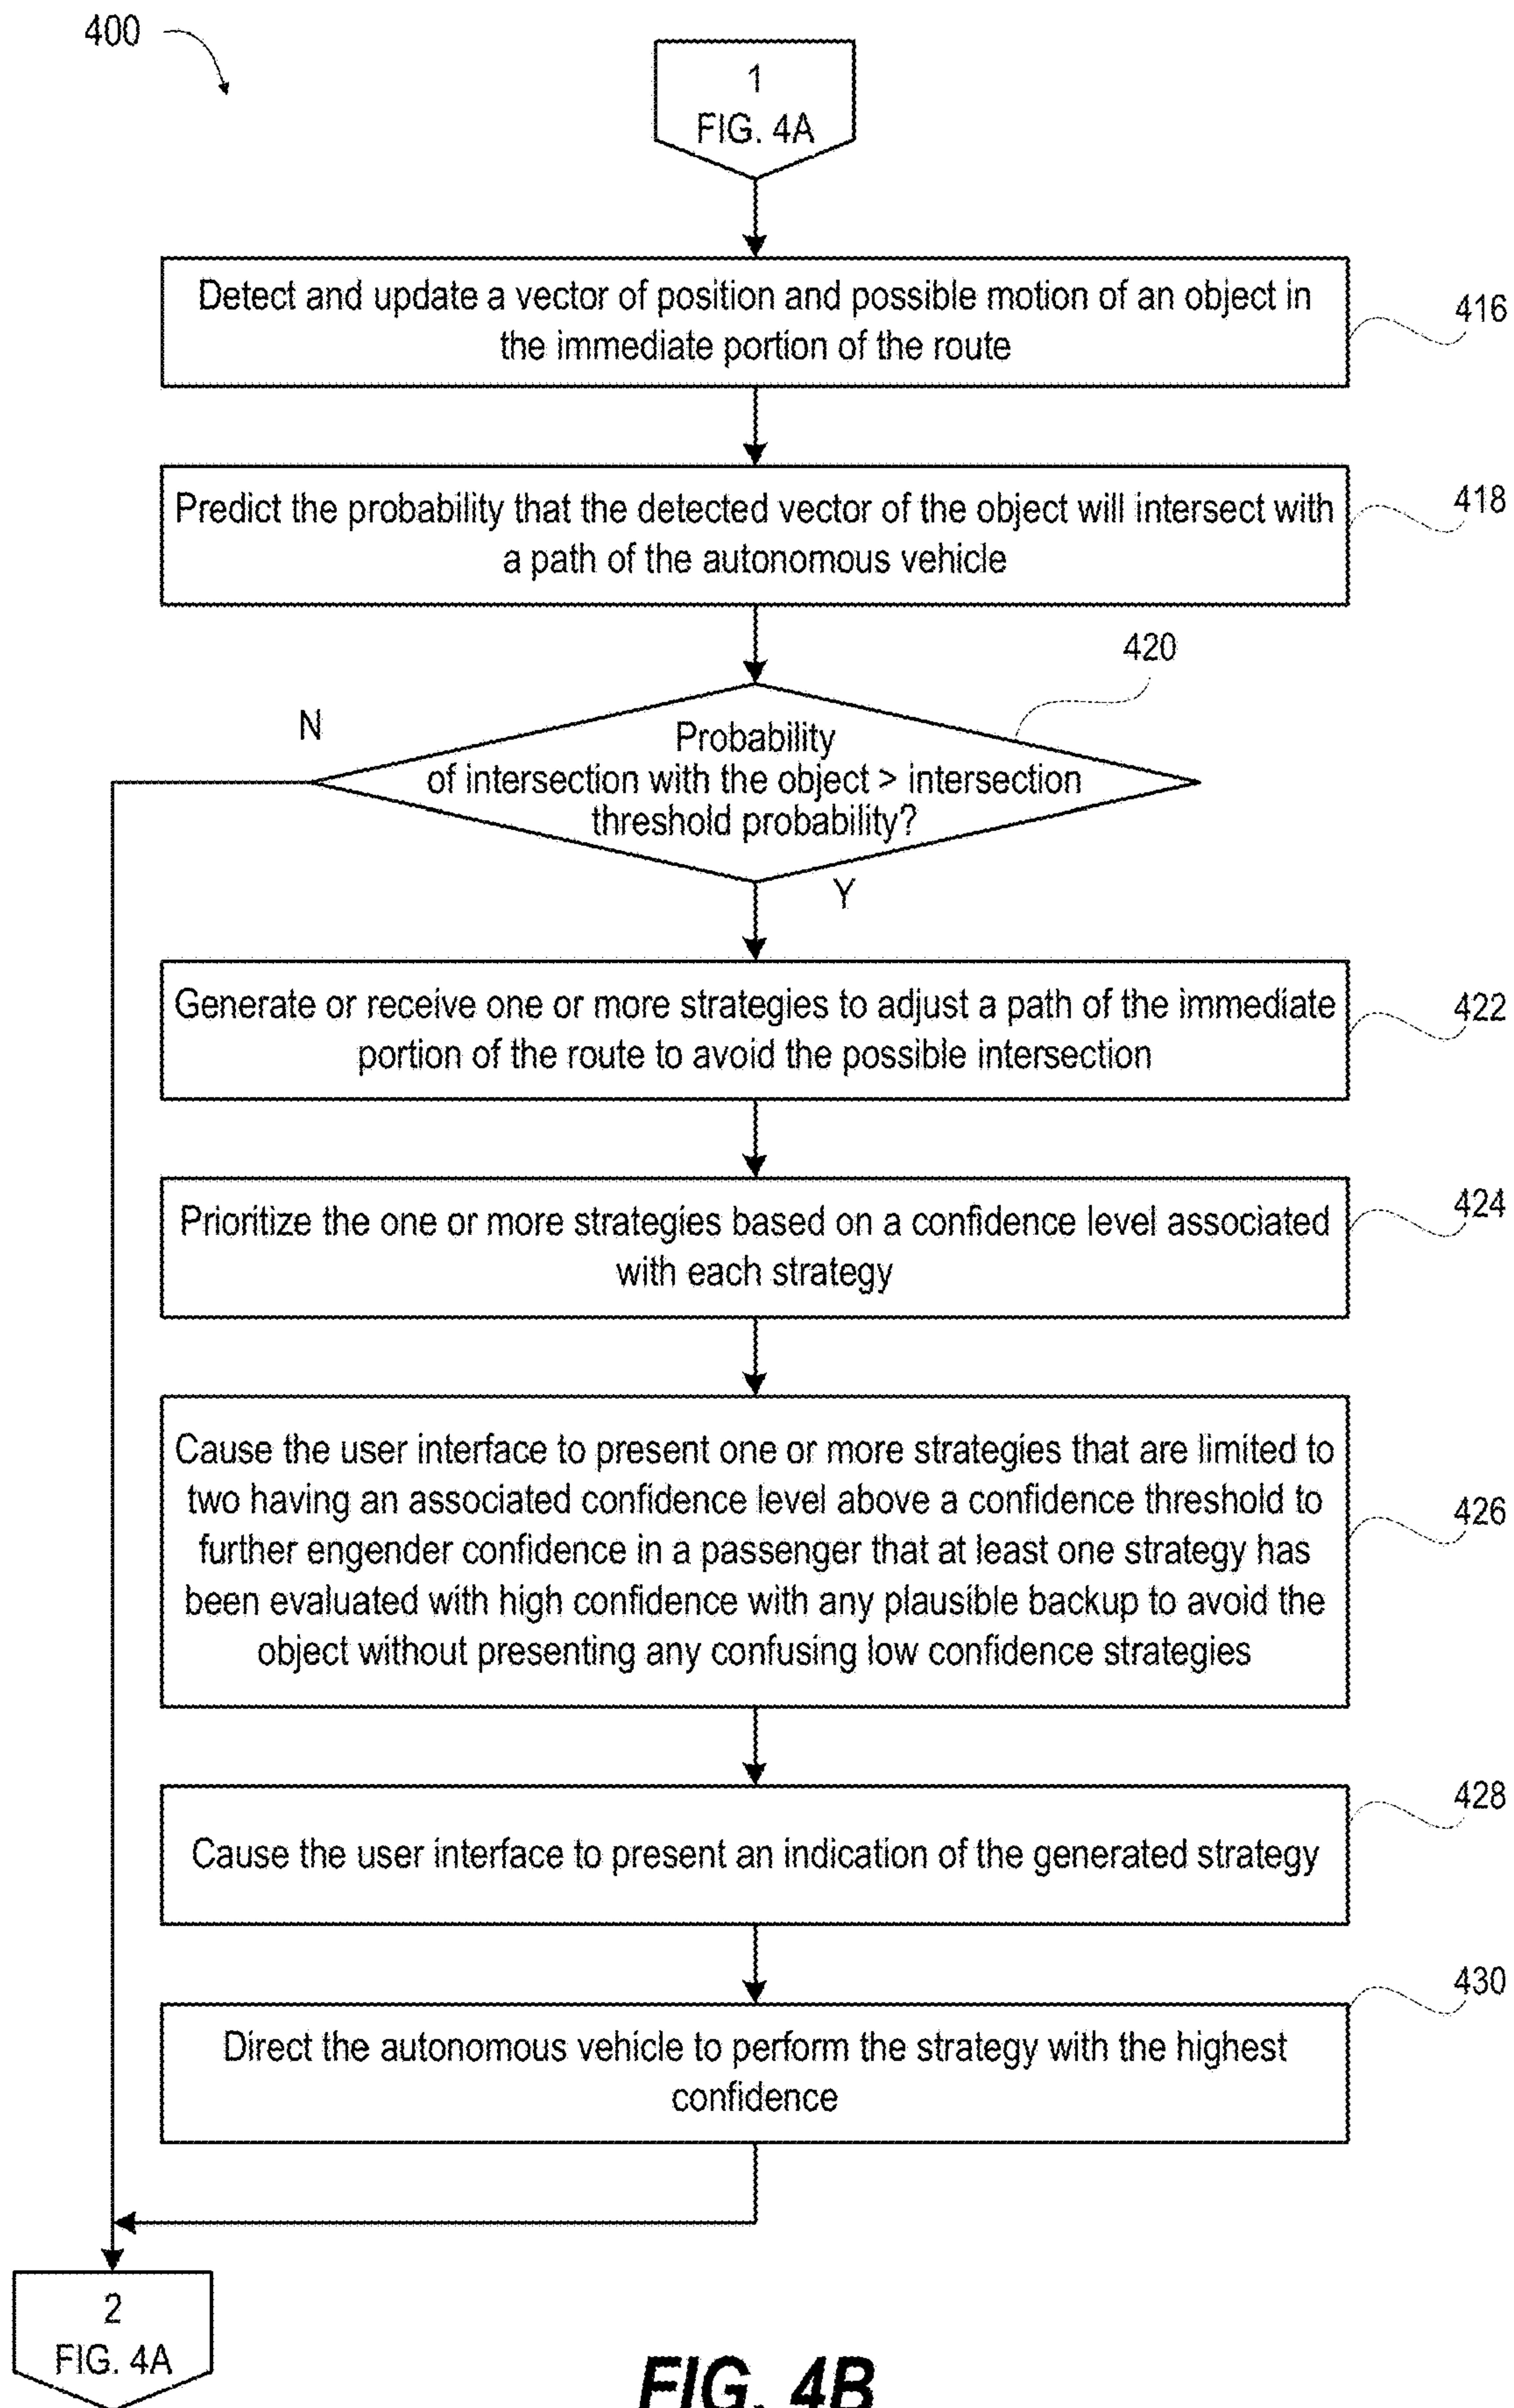 400
1
FIG. 4A
Detect and update a vector of position and possible motion of an object in
the immediate portion of the route
416
Predict the probability that the detected vector of the object will intersect with
a path of the autonomous vehicle
418
420
N
Probability
of intersection with the object > intersection
threshold probability?
Y
Generate or receive one or more strategies to adjust a path of the immediate
portion of the route to avoid the possible intersection
422
Prioritize the one or more strategies based on a confidence level associated
with each strategy
424
Cause the user interface to present one or more strategies that are limited to
two having an associated confidence level above a confidence threshold to
further engender confidence in a passenger that at least one strategy has
been evaluated with high confidence with any plausible backup to avoid the
object without presenting any confusing low confidence strategies
426
Cause the user interface to present an indication of the generated strategy
428
Direct the autonomous vehicle to perform the strategy with the highest
confidence
430
2
FIG. 4A
FIG. 4B